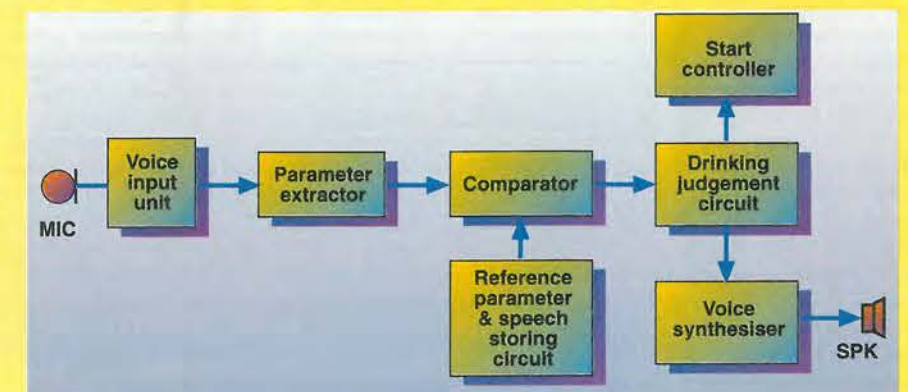 Start
controller
Voice
input
unit
Parameter
extractor
Comparator
Drinking
judgement
circuit
MIC
Reference
parameter
& speech
storing
circuit
Voice
synthesiser
SPK